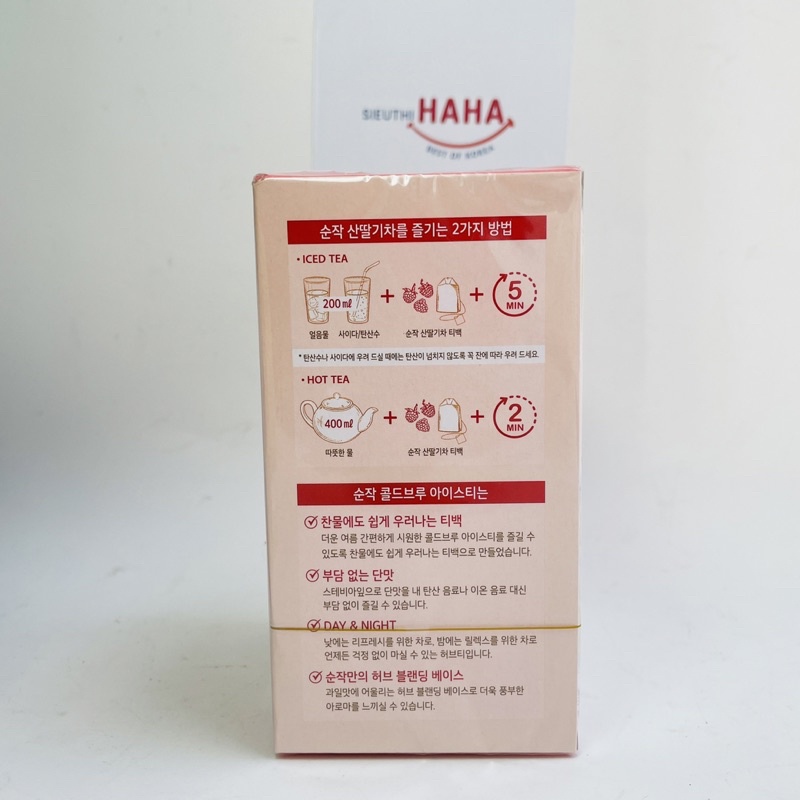 SIEUTHI HAHA
BEST OF KOREA
순작 산딸기차를 즐기는 2가지 방법
• ICED TEA
200 ㎖ + + 5 MIN
얼음물 사이다/탄산수 순작 산딸기차 티백
* 탄산수나 사이다에 우려 드실 때에는 탄산이 넘치지 않도록 꼭 잔에 따라 우려 드세요.
• HOT TEA
400 ㎖ + + 2 MIN
따뜻한 물 순작 산딸기차 티백
순작 콜드브루 아이스티는
찬물에도 쉽게 우러나는 티백
더운 여름 간편하게 시원한 콜드브루 아이스티를 즐길 수
있도록 찬물에도 쉽게 우러나는 티백으로 만들었습니다.
부담 없는 단맛
스테비아잎으로 단맛을 내 탄산 음료나 이온 음료 대신
부담 없이 즐길 수 있습니다.
DAY & NIGHT
낮에는 리프레시를 위한 차로, 밤에는 릴렉스를 위한 차로
언제든 걱정 없이 마실 수 있는 허브티입니다.
순작만의 허브 블랜딩 베이스
과일맛에 어울리는 허브 블랜딩 베이스로 더욱 풍부한
아로마를 느끼실 수 있습니다.